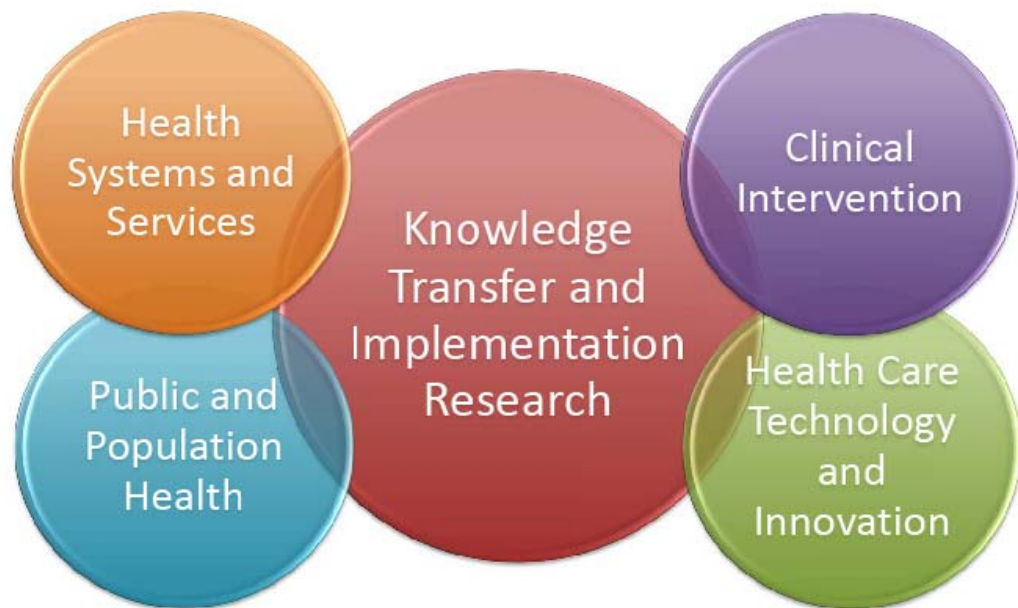 Health
Systems and
Services
Public and
Population
Health
Knowledge
Transfer and
Implementation
Research
Clinical
Intervention
Health Care
Technology
and
Innovation